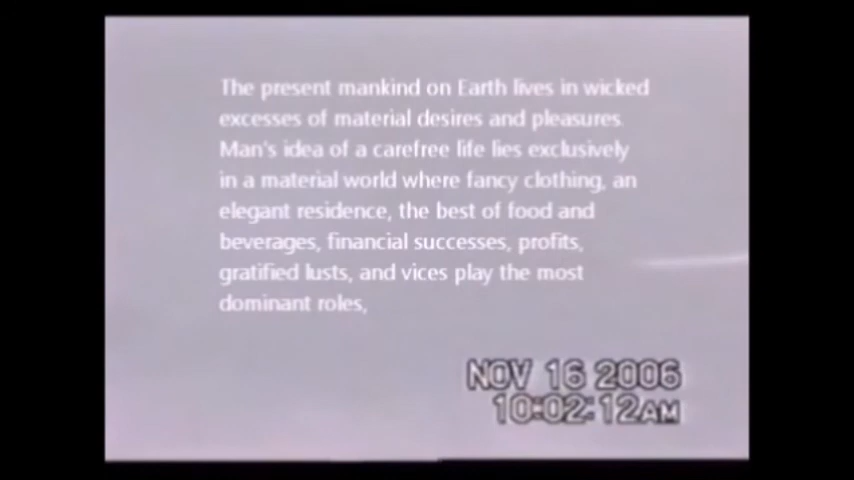 The present mankind on Earth lives in wicked
excesses of material desires and pleasures.
Man's idea of a carefree life lies exclusively
in a material world where fancy clothing, an
elegant residence, the best of food and
beverages, financial successes, profits,
gratified lusts, and vices play the most
dominant roles,
NOV 16 2006
10:02:12AM